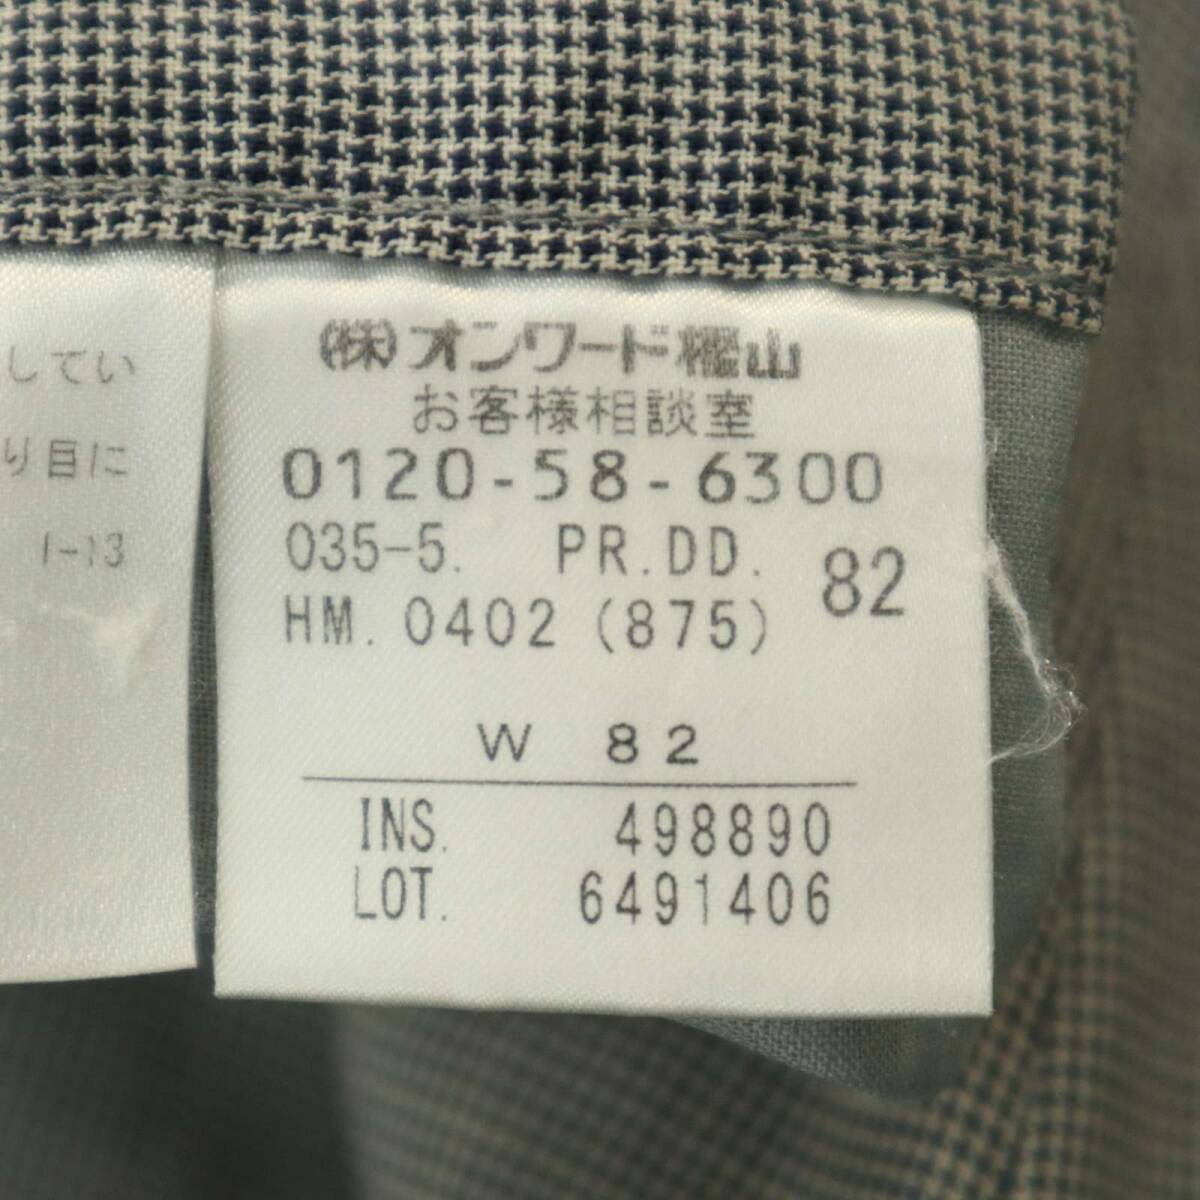 してい
り目に
1-13
(株)オンワード樫山
お客様相談室
0120-58-6300
035-5. PR.DD. 82
HM. 0402 (875)
W 82
INS. 498890
LOT. 6491406